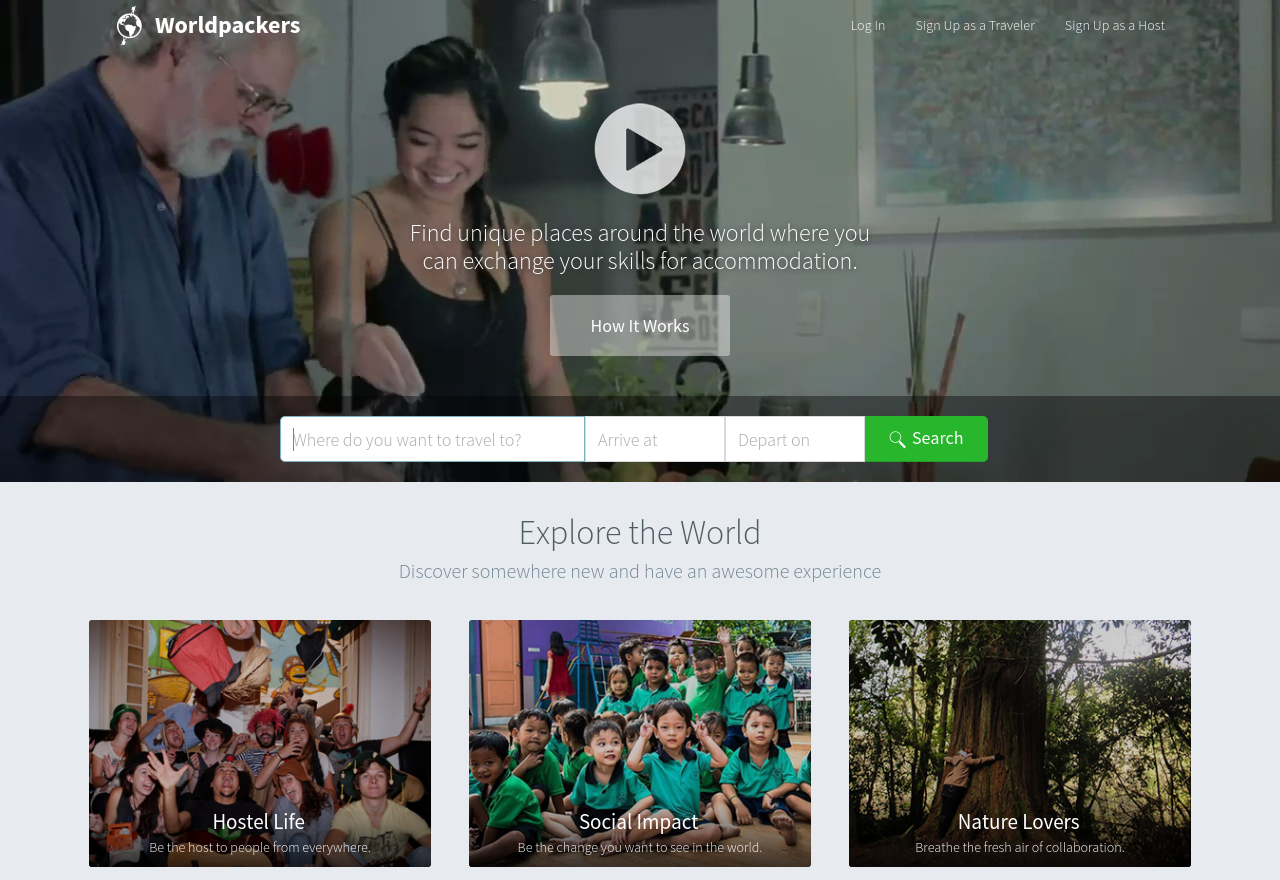 Worldpackers
Log In
Sign Up as a Traveler
Sign Up as a Host
Find unique places around the world where you
can exchange your skills for accommodation.
How It Works
Where do you want to travel to?
Arrive at
Depart on
Search
Explore the World
Discover somewhere new and have an awesome experience
Hostel Life
Be the host to people from everywhere.
Social Impact
Be the change you want to see in the world.
Nature Lovers
Breathe the fresh air of collaboration.